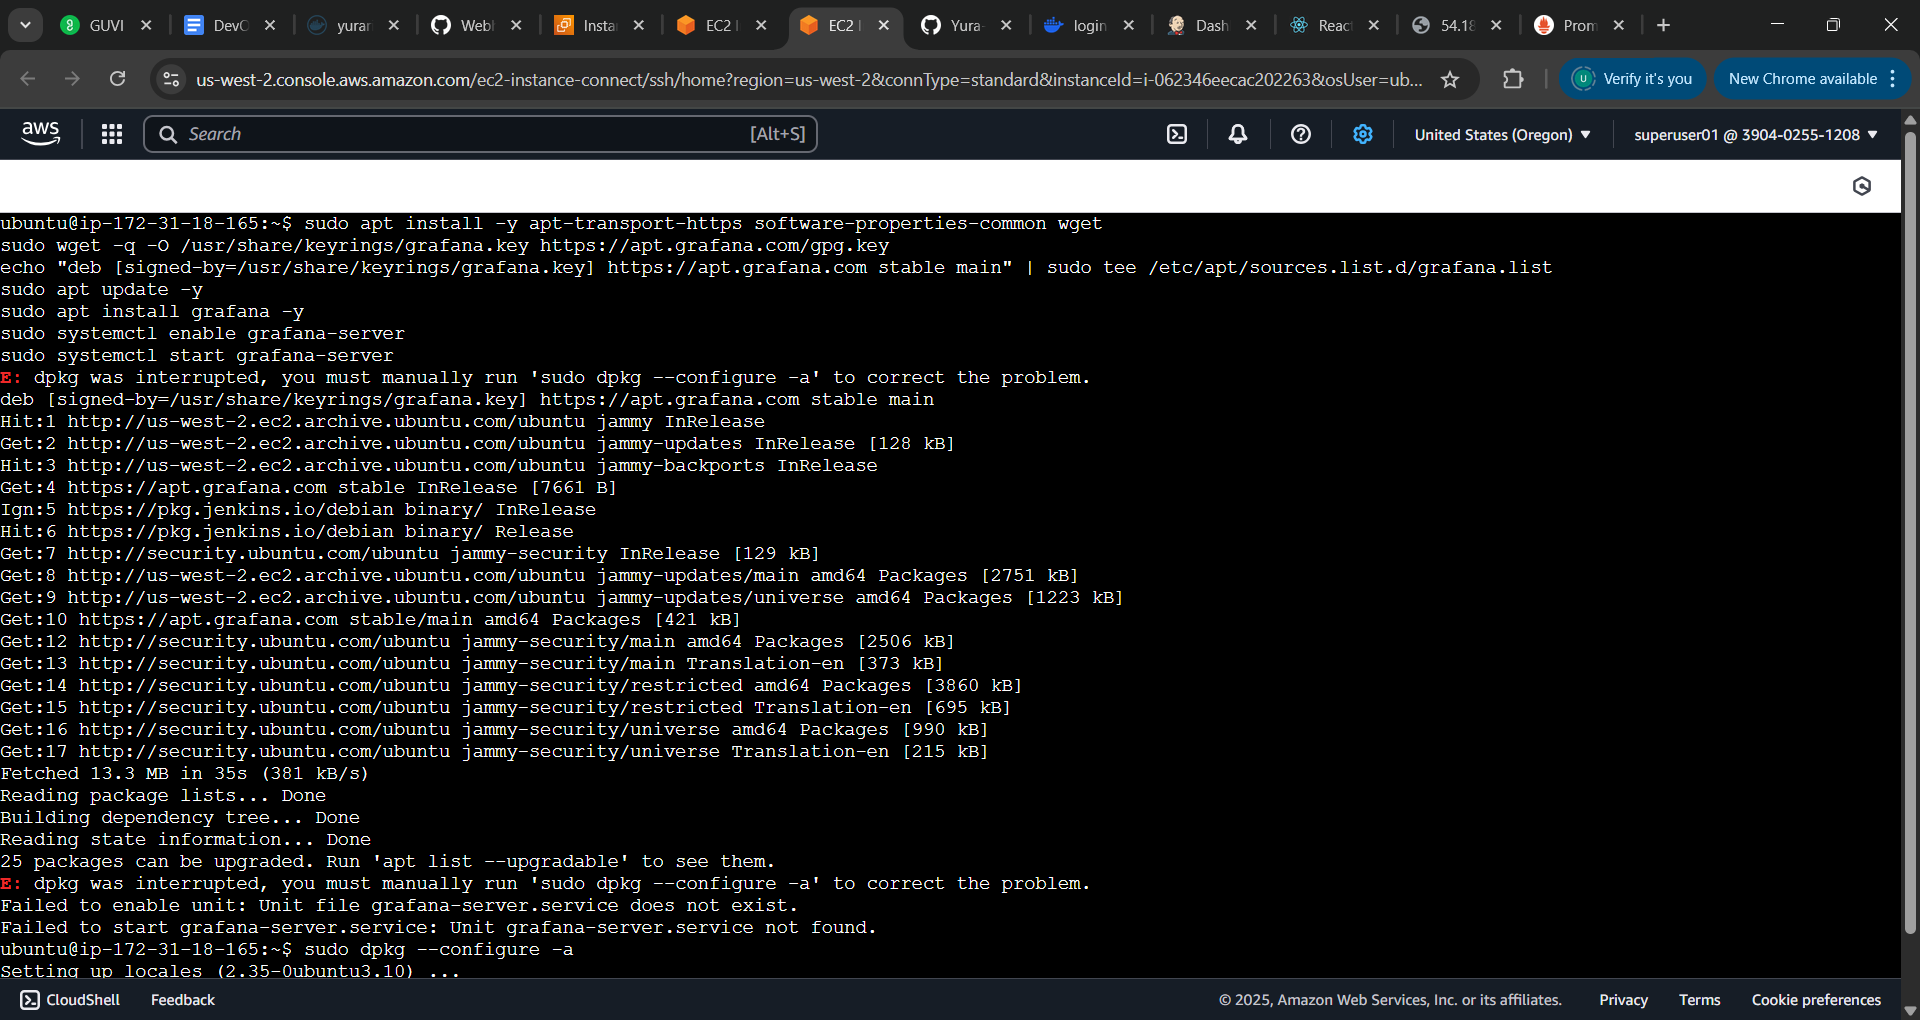 GUVI
DevO
yuran
Webl
Insta
EC2 I
EC2 I
Yura-
login
Dash
Reac
54.18
Prom
us-west-2.console.aws.amazon.com/ec2-instance-connect/ssh/home?region=us-west-2&connType=standard&instanceId=i-062346eecac202263&osUser=ub...
U
Verify it's you
New Chrome available
aws
Search
[Alt+S]
United States (Oregon)
superuser01 @ 3904-0255-1208
ubuntu@ip-172-31-18-165:~$ sudo apt install -y apt-transport-https software-properties-common wget
sudo wget -q -O /usr/share/keyrings/grafana.key https://apt.grafana.com/gpg.key
echo "deb [signed-by=/usr/share/keyrings/grafana.key] https://apt.grafana.com stable main" | sudo tee /etc/apt/sources.list.d/grafana.list
sudo apt update -y
sudo apt install grafana -y
sudo systemctl enable grafana-server
sudo systemctl start grafana-server
E: dpkg was interrupted, you must manually run 'sudo dpkg --configure -a' to correct the problem.
deb [signed-by=/usr/share/keyrings/grafana.key] https://apt.grafana.com stable main
Hit:1 http://us-west-2.ec2.archive.ubuntu.com/ubuntu jammy InRelease
Get:2 http://us-west-2.ec2.archive.ubuntu.com/ubuntu jammy-updates InRelease [128 kB]
Hit:3 http://us-west-2.ec2.archive.ubuntu.com/ubuntu jammy-backports InRelease
Get:4 https://apt.grafana.com stable InRelease [7661 B]
Ign:5 https://pkg.jenkins.io/debian binary/ InRelease
Hit:6 https://pkg.jenkins.io/debian binary/ Release
Get:7 http://security.ubuntu.com/ubuntu jammy-security InRelease [129 kB]
Get:8 http://us-west-2.ec2.archive.ubuntu.com/ubuntu jammy-updates/main amd64 Packages [2751 kB]
Get:9 http://us-west-2.ec2.archive.ubuntu.com/ubuntu jammy-updates/universe amd64 Packages [1223 kB]
Get:10 https://apt.grafana.com stable/main amd64 Packages [421 kB]
Get:12 http://security.ubuntu.com/ubuntu jammy-security/main amd64 Packages [2506 kB]
Get:13 http://security.ubuntu.com/ubuntu jammy-security/main Translation-en [373 kB]
Get:14 http://security.ubuntu.com/ubuntu jammy-security/restricted amd64 Packages [3860 kB]
Get:15 http://security.ubuntu.com/ubuntu jammy-security/restricted Translation-en [695 kB]
Get:16 http://security.ubuntu.com/ubuntu jammy-security/universe amd64 Packages [990 kB]
Get:17 http://security.ubuntu.com/ubuntu jammy-security/universe Translation-en [215 kB]
Fetched 13.3 MB in 35s (381 kB/s)
Reading package lists... Done
Building dependency tree... Done
Reading state information... Done
25 packages can be upgraded. Run 'apt list --upgradable' to see them.
E: dpkg was interrupted, you must manually run 'sudo dpkg --configure -a' to correct the problem.
Failed to enable unit: Unit file grafana-server.service does not exist.
Failed to start grafana-server.service: Unit grafana-server.service not found.
ubuntu@ip-172-31-18-165:~$ sudo dpkg --configure -a
Setting up locales (2.35-0ubuntu3.10) ...
CloudShell
Feedback
© 2025, Amazon Web Services, Inc. or its affiliates.
Privacy
Terms
Cookie preferences